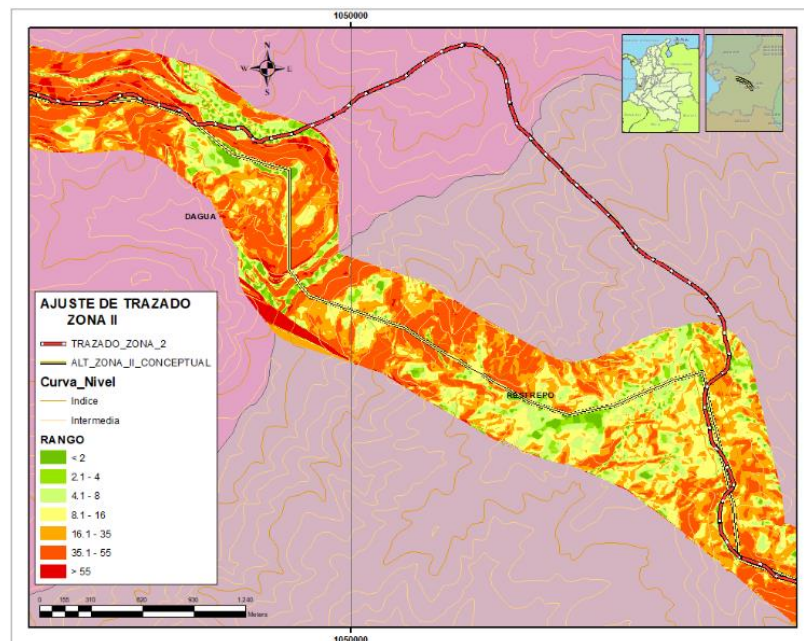 1050000
N
W E
S
DAGUA
RESTREPO
AJUSTE DE TRAZADO
ZONA II
TRAZADO_ZONA_2
ALT_ZONA_II_CONCEPTUAL
Curva_Nivel
Indice
Intermedia
RANGO
< 2
2.1 - 4
4.1 - 8
8.1 - 16
16.1 - 35
35.1 - 55
> 55
0 155 310 620 930 1.240
Meters
1050000